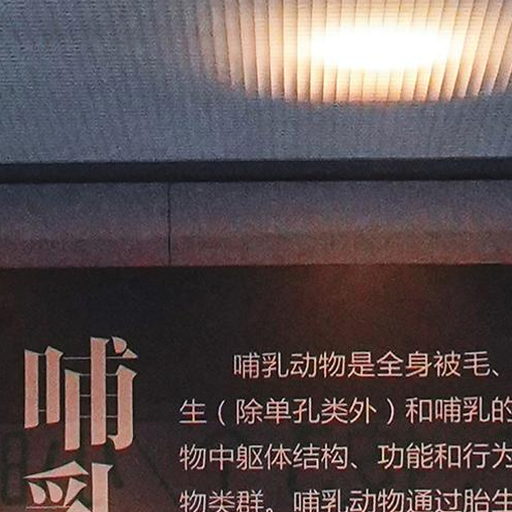 哺乳
哺乳动物是全身被毛、
生（除单孔类外）和哺乳的
物中躯体结构、功能和行为
物类群。哺乳动物通过胎生